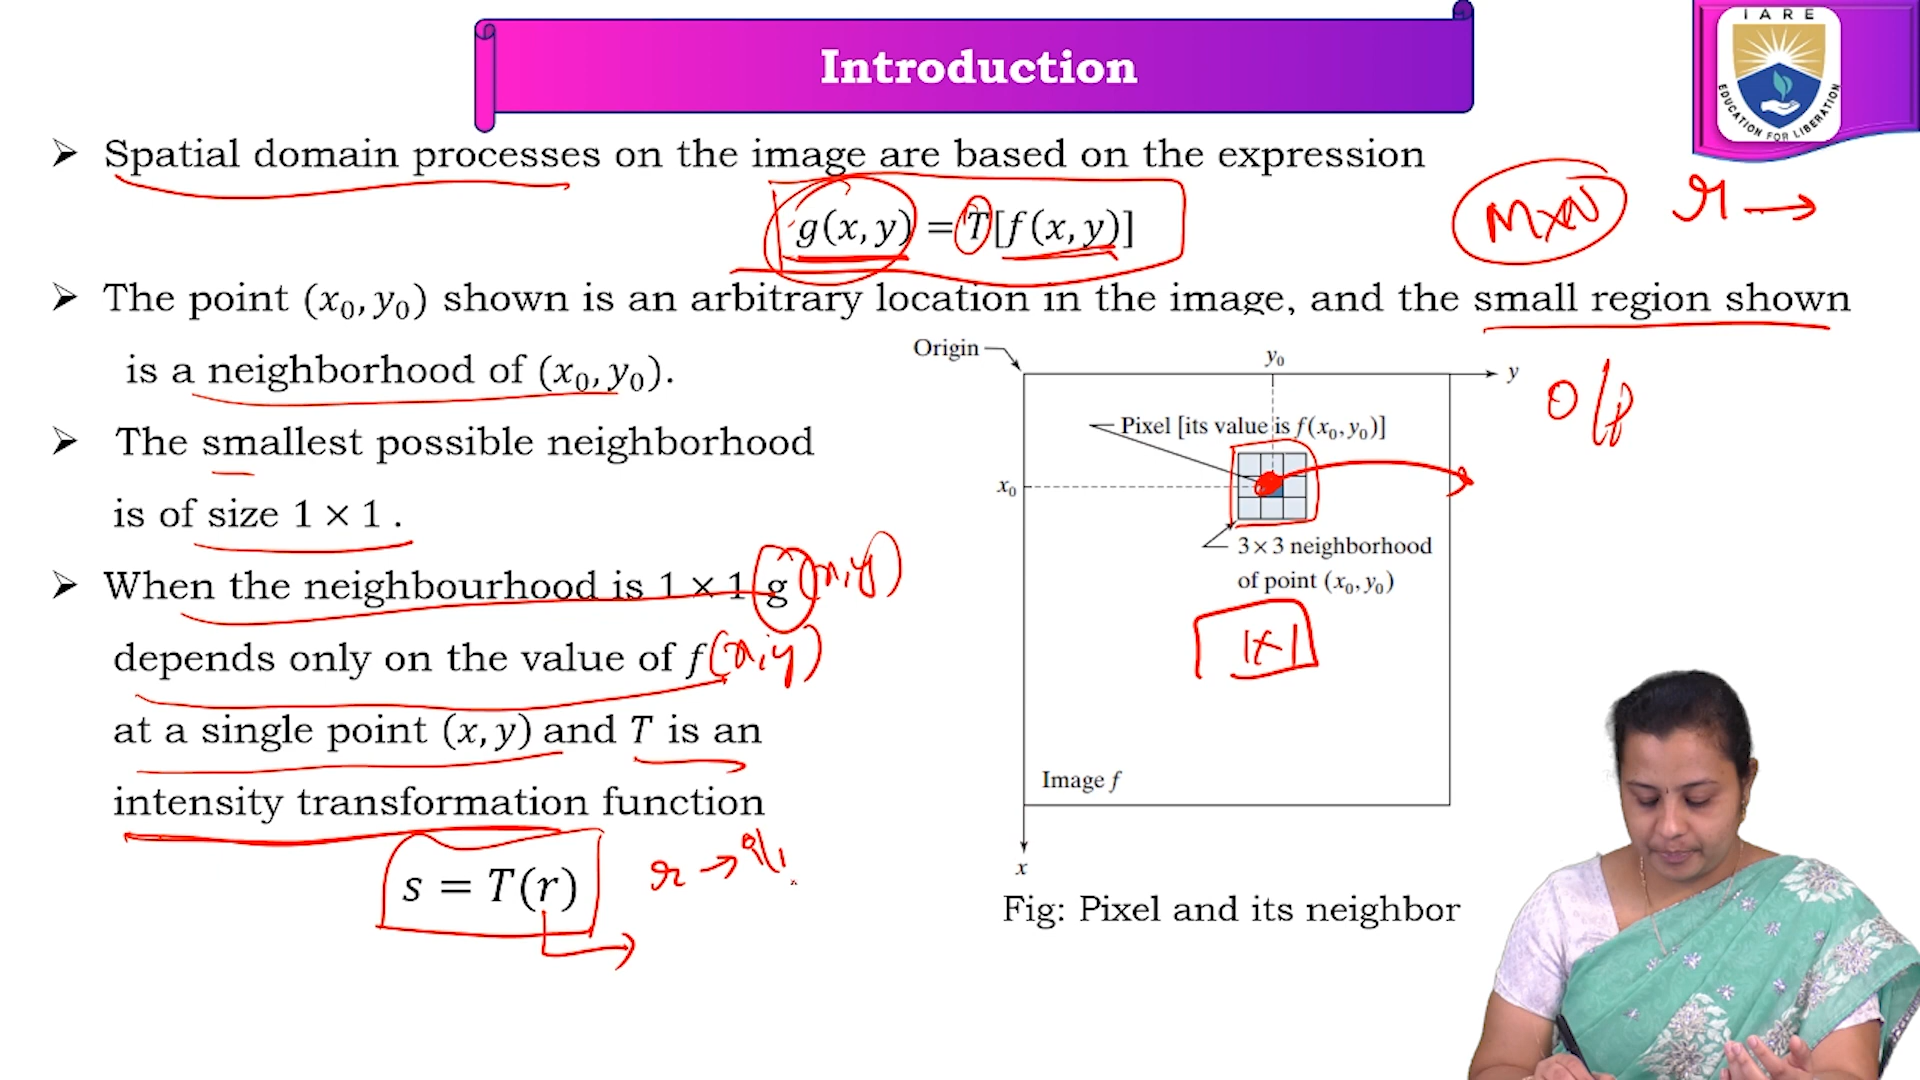 Introduction
IARE
EDUCATION FOR LIBERATION
➢ Spatial domain processes on the image are based on the expression
g(x, y) = T[f(x, y)]
M×N r →
➢ The point (x₀, y₀) shown is an arbitrary location in the image, and the small region shown
is a neighborhood of (x₀, y₀).
➢ The smallest possible neighborhood
is of size 1 × 1 .
➢ When the neighbourhood is 1 × 1 g (x,y)
depends only on the value of f (x,y)
at a single point (x, y) and T is an
intensity transformation function
s = T(r)
r →
Origin
y₀
y
O/p
Pixel [its value is f(x₀, y₀)]
x₀
3 × 3 neighborhood
of point (x₀, y₀)
1×1
Image f
x
Fig: Pixel and its neighbor